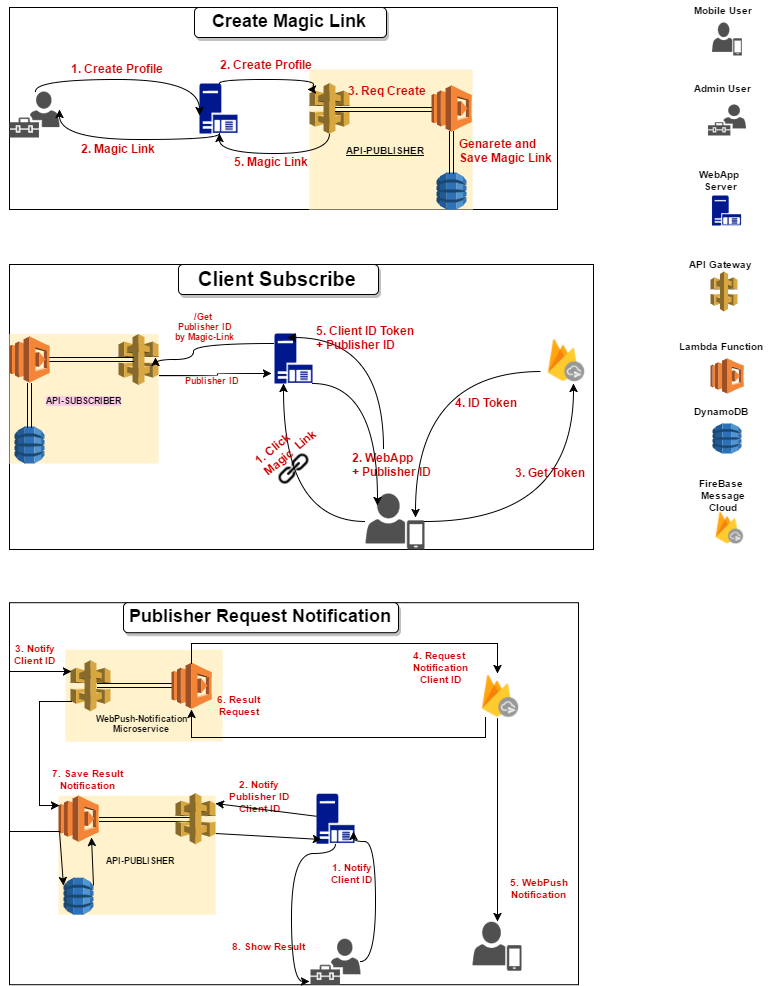 Create Magic Link
1. Create Profile
2. Create Profile
3. Req Create
2. Magic Link
5. Magic Link
API-PUBLISHER
Genarete and
Save Magic Link
Client Subscribe
/Get
Publisher ID
by Magic-Link
Publisher ID
API-SUBSCRIBER
5. Client ID Token
+ Publisher ID
4. ID Token
1. Click
Magic Link
2. WebApp
+ Publisher ID
3. Get Token
Publisher Request Notification
3. Notify
Client ID
4. Request
Notification
Client ID
6. Result
Request
WebPush-Notification
Microservice
7. Save Result
Notification
2. Notify
Publisher ID
Client ID
API-PUBLISHER
1. Notify
Client ID
5. WebPush
Notification
8. Show Result
Mobile User
Admin User
WebApp
Server
API Gateway
Lambda Function
DynamoDB
FireBase
Message
Cloud